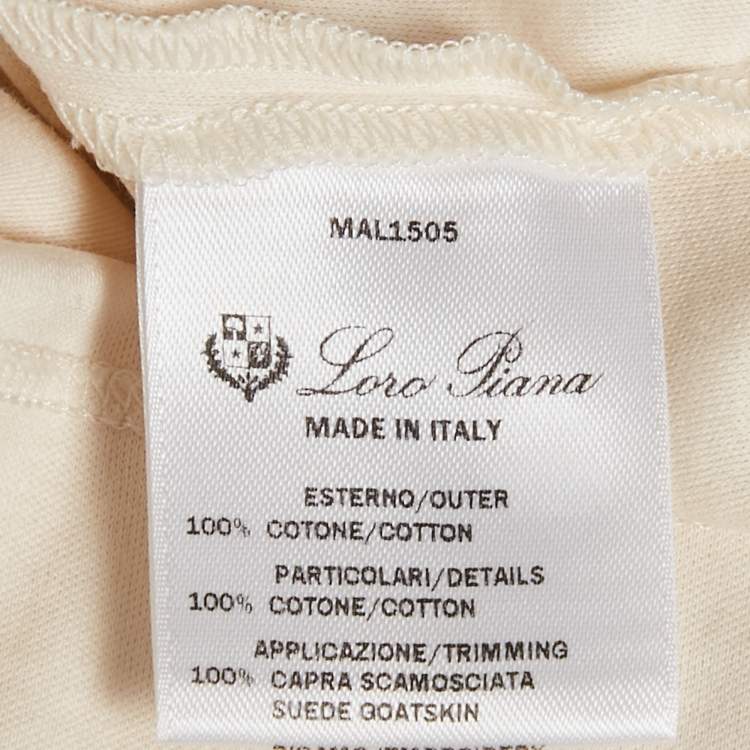 MAL1505
Loro Piana
MADE IN ITALY
ESTERNO/OUTER
100% COTONE/COTTON
PARTICOLARI/DETAILS
100% COTONE/COTTON
APPLICAZIONE/TRIMMING
100% CAPRA SCAMOSCIATA
SUEDE GOATSKIN